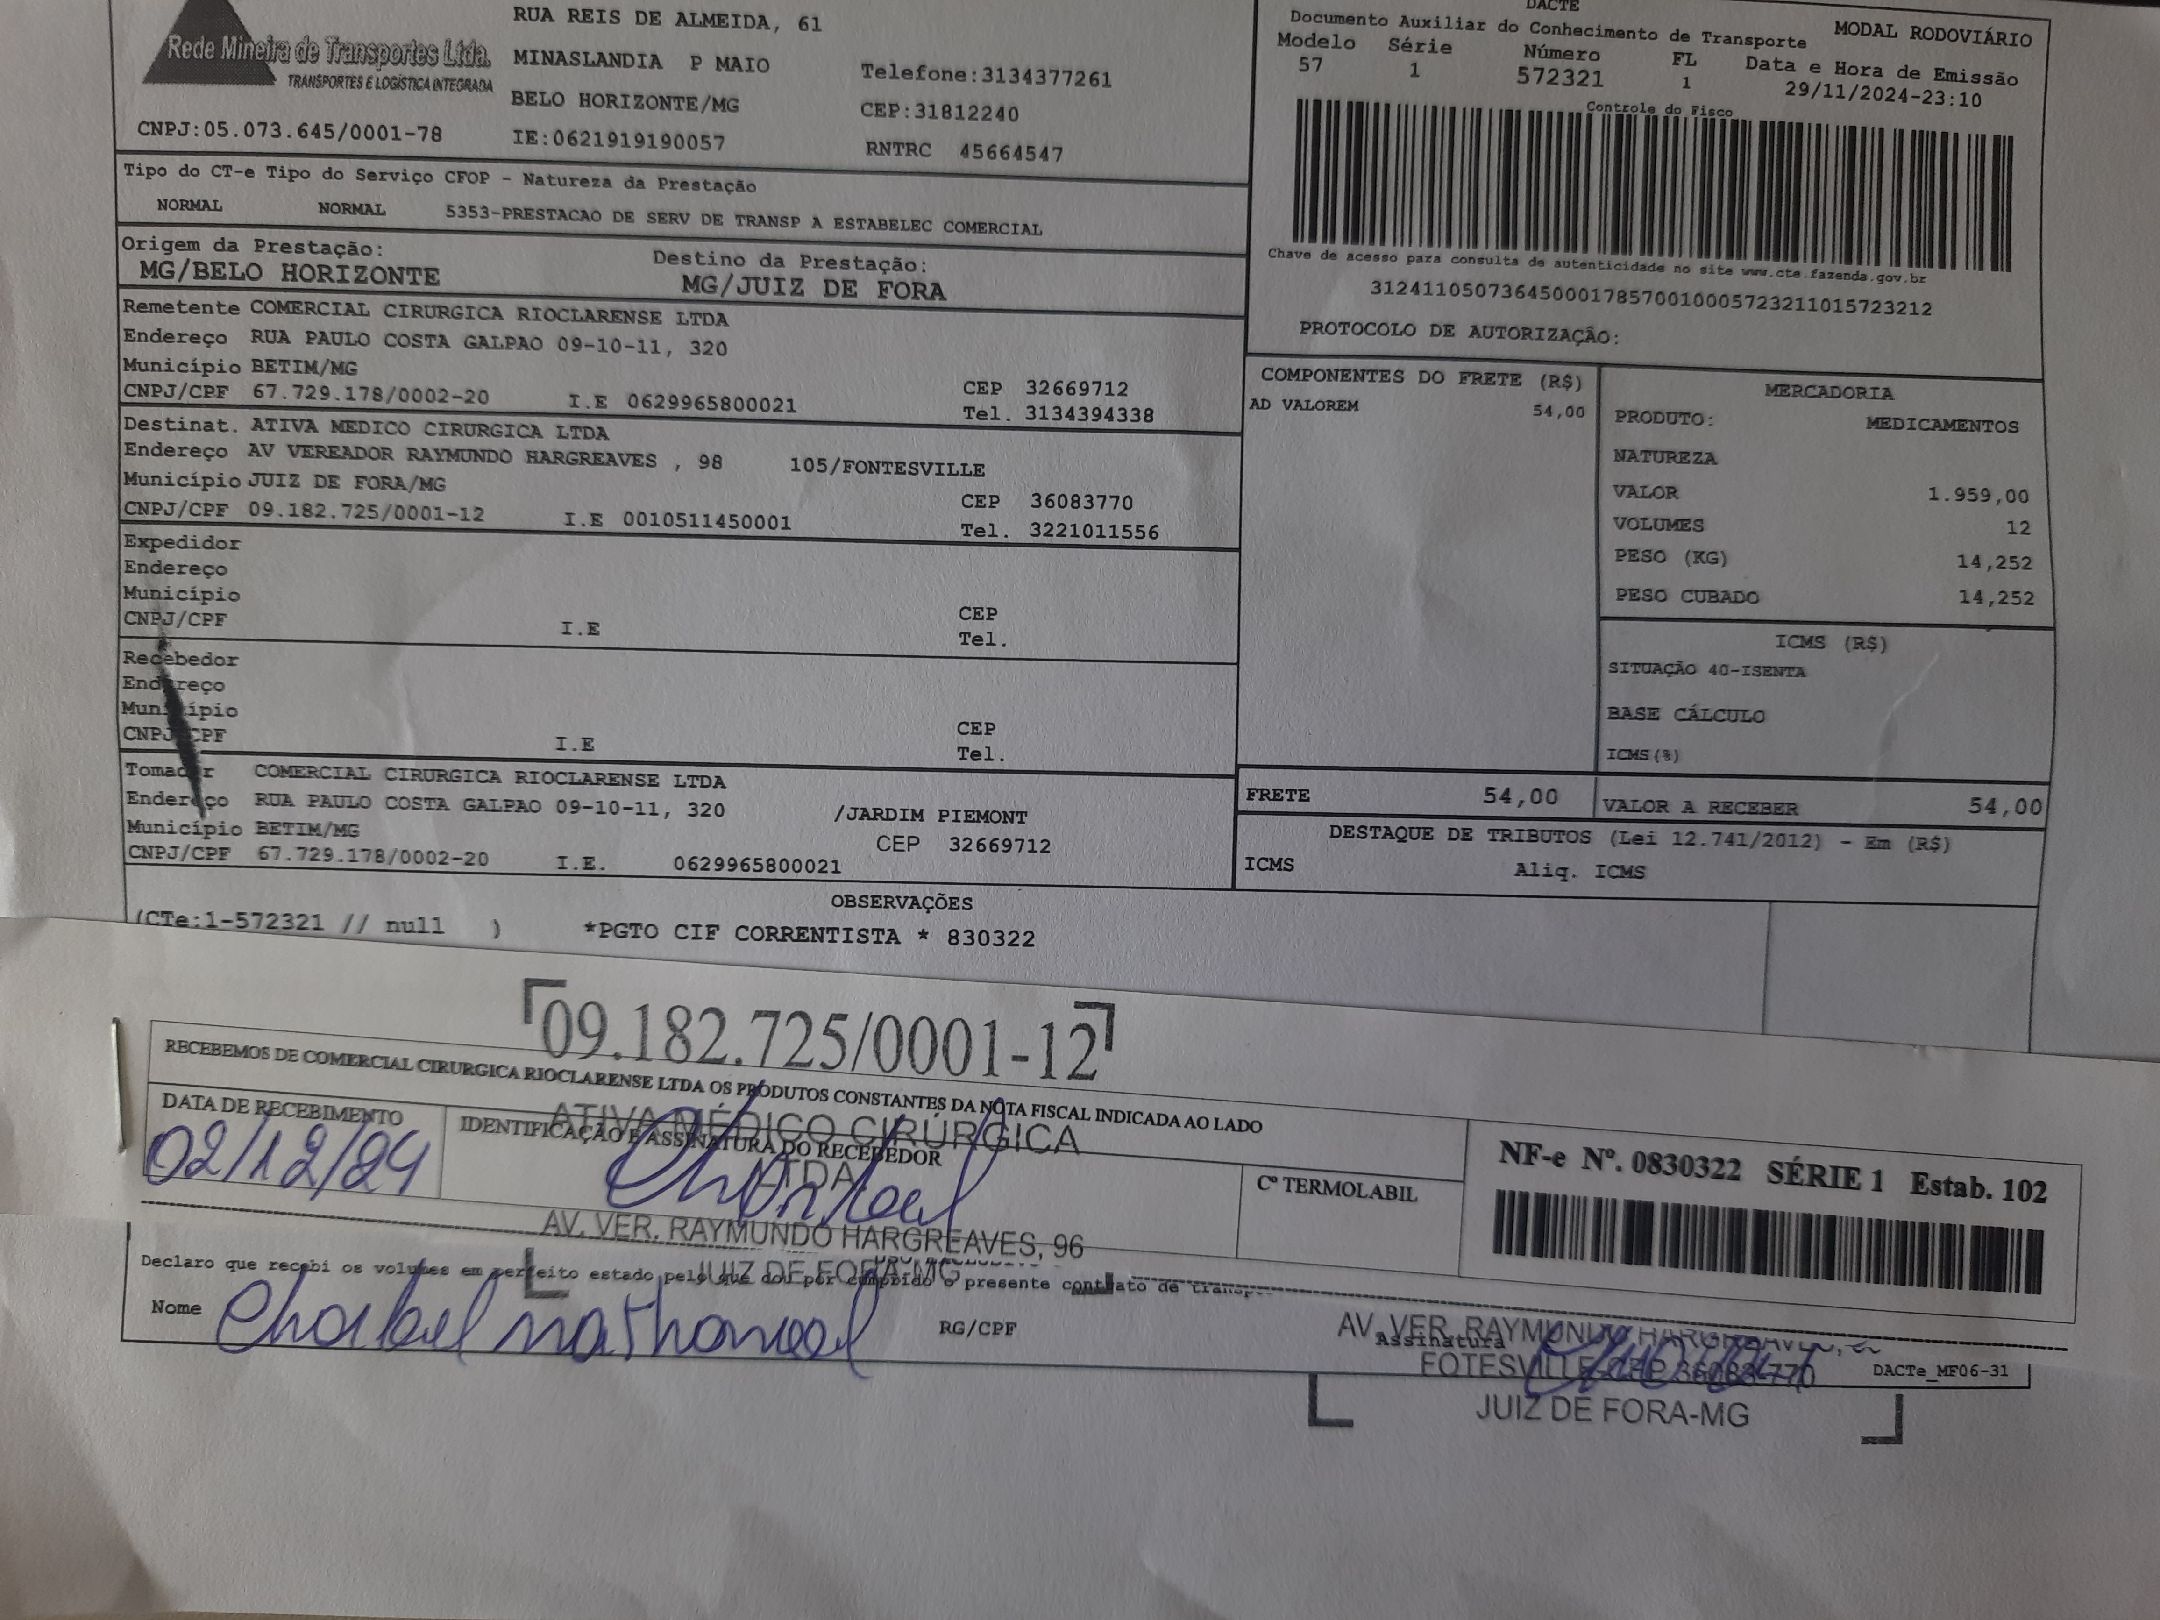 Rede Mineira de Transportes Ltda.
TRANSPORTES E LOGÍSTICA INTEGRADA
CNPJ:05.073.645/0001-78
RUA REIS DE ALMEIDA, 61
MINASLANDIA P MAIO
BELO HORIZONTE/MG
IE:0621919190057
Telefone:3134377261
CEP:31812240
RNTRC 45664547
DACTE
Documento Auxiliar do Conhecimento de Transporte
MODAL RODOVIÁRIO
Modelo Série Número FL Data e Hora de Emissão
57 1 572321 1 29/11/2024-23:10
Controle do Fisco
Chave de acesso para consulta de autenticidade no site www.cte.fazenda.gov.br
31241105073645000178570010005723211015723212
PROTOCOLO DE AUTORIZAÇÃO:
Tipo do CT-e Tipo do Serviço CFOP - Natureza da Prestação
NORMAL NORMAL 5353-PRESTACAO DE SERV DE TRANSP A ESTABELEC COMERCIAL
Origem da Prestação: Destino da Prestação:
MG/BELO HORIZONTE MG/JUIZ DE FORA
Remetente COMERCIAL CIRURGICA RIOCLARENSE LTDA
Endereço RUA PAULO COSTA GALPAO 09-10-11, 320
Município BETIM/MG CEP 32669712
CNPJ/CPF 67.729.178/0002-20 I.E 0629965800021 Tel. 3134394338
Destinat. ATIVA MEDICO CIRURGICA LTDA
Endereço AV VEREADOR RAYMUNDO HARGREAVES , 98 105/FONTESVILLE
Município JUIZ DE FORA/MG CEP 36083770
CNPJ/CPF 09.182.725/0001-12 I.E 0010511450001 Tel. 3221011556
Expedidor
Endereço
Município CEP
CNPJ/CPF I.E Tel.
Recebedor
Endereço
Município CEP
CNPJ/CPF I.E Tel.
Tomador COMERCIAL CIRURGICA RIOCLARENSE LTDA
Endereço RUA PAULO COSTA GALPAO 09-10-11, 320 /JARDIM PIEMONT
Município BETIM/MG CEP 32669712
CNPJ/CPF 67.729.178/0002-20 I.E. 0629965800021
COMPONENTES DO FRETE (R$)
AD VALOREM 54,00
MERCADORIA
PRODUTO: MEDICAMENTOS
NATUREZA
VALOR 1.959,00
VOLUMES 12
PESO (KG) 14,252
PESO CUBADO 14,252
ICMS (R$)
SITUAÇÃO 40-ISENTA
BASE CÁLCULO
ICMS(%)
FRETE 54,00 VALOR A RECEBER 54,00
DESTAQUE DE TRIBUTOS (Lei 12.741/2012) - Em (R$)
ICMS Aliq. ICMS
OBSERVAÇÕES
(CTe:1-572321 // null ) *PGTO CIF CORRENTISTA * 830322
09.182.725/0001-12
RECEBEMOS DE COMERCIAL CIRURGICA RIOCLARENSE LTDA OS PRODUTOS CONSTANTES DA NOTA FISCAL INDICADA AO LADO
DATA DE RECEBIMENTO
02/12/24
IDENTIFICAÇÃO E ASSINATURA DO RECEBEDOR
ATIVA MÉDICO CIRÚRGICA
LTDA
AV. VER. RAYMUNDO HARGREAVES, 96
JUIZ DE FORA-MG
Cº TERMOLABIL
NF-e Nº. 0830322 SÉRIE 1 Estab. 102
Declaro que recebi os volumes em perfeito estado pelo que dou por cumprido o presente contrato de transp
Nome Charbel nathanael RG/CPF Assinatura
AV. VER. RAYMUNDO HARGREAVES,
FOTESVILLE CEP 36083-770
JUIZ DE FORA-MG
DACTe_MF06-31